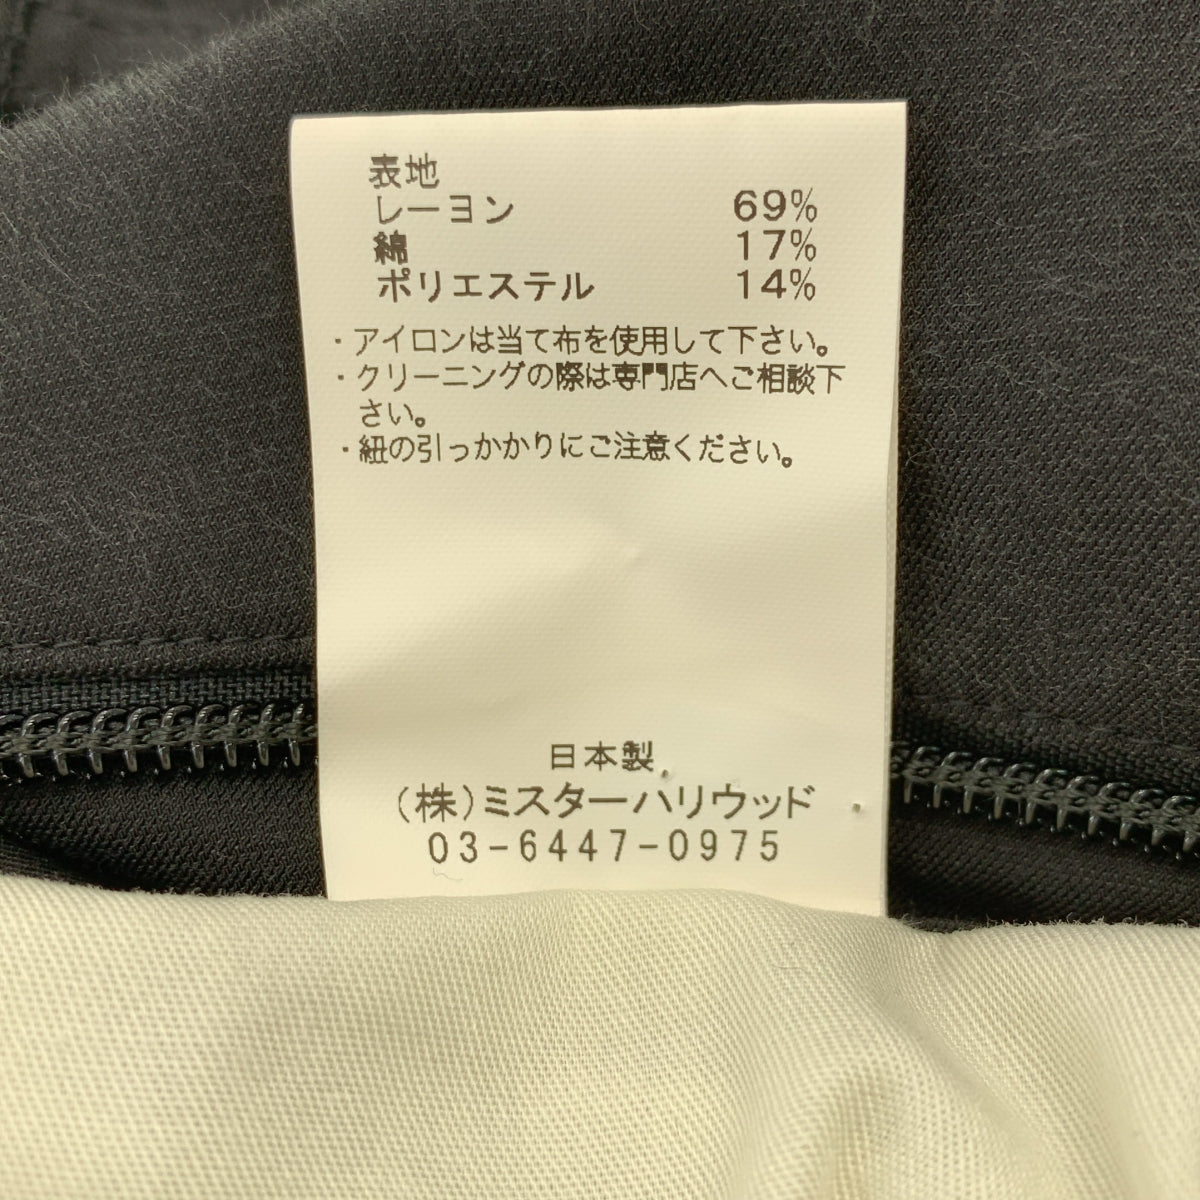 表地
レーヨン 69%
綿 17%
ポリエステル 14%
・アイロンは当て布を使用して下さい。
・クリーニングの際は専門店へご相談下
さい。
・紐の引っかかりにご注意ください。
日本製
(株)ミスターハリウッド
03-6447-0975